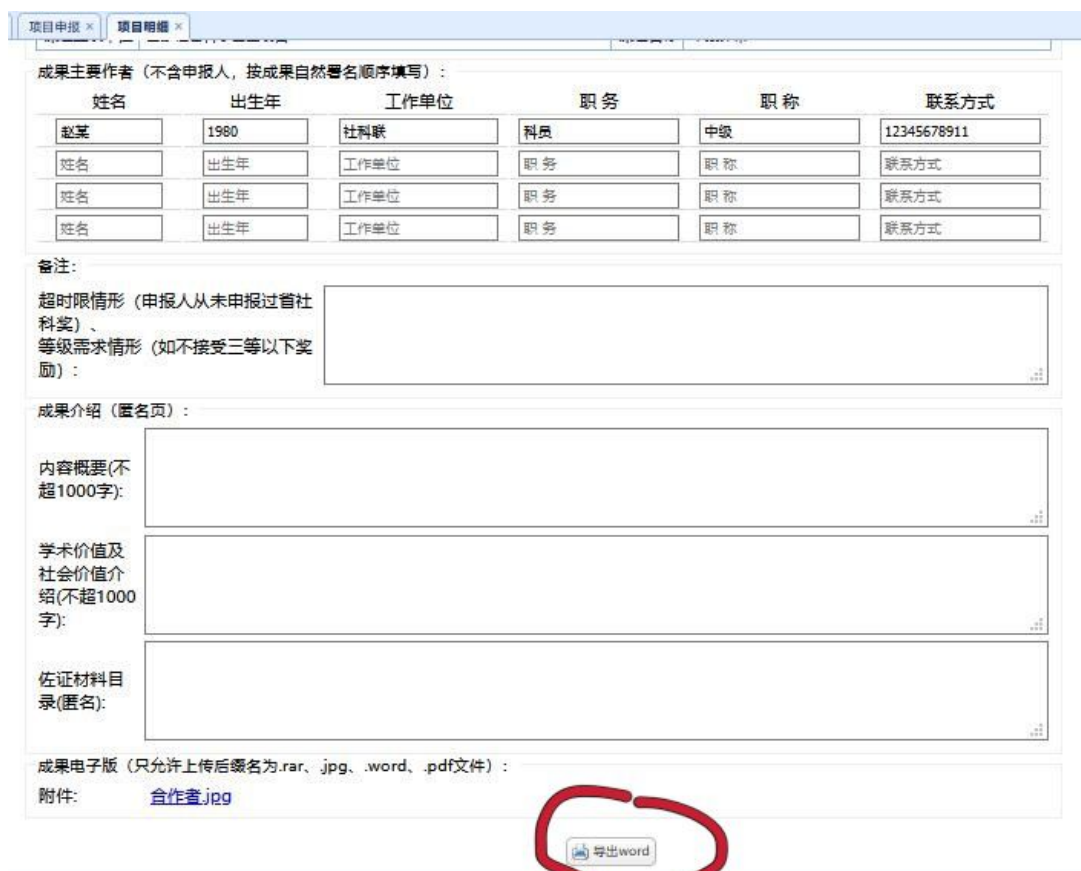 项目申报 × 项目明细 ×
成果主要作者（不含申报人，按成果自然署名顺序填写）：
姓名 出生年 工作单位 职 务 职 称 联系方式
赵某 1980 社科联 科员 中级 12345678911
姓名 出生年 工作单位 职 务 职 称 联系方式
姓名 出生年 工作单位 职 务 职 称 联系方式
姓名 出生年 工作单位 职 务 职 称 联系方式
备注：
超时限情形（申报人从未申报过省社
科奖）、
等级需求情形（如不接受三等以下奖
励）：
成果介绍（匿名页）：
内容概要(不
超1000字):
学术价值及
社会价值介
绍(不超1000
字):
佐证材料目
录(匿名):
成果电子版（只允许上传后缀名为.rar、.jpg、.word、.pdf文件）：
附件: 合作者.jpg
导出word